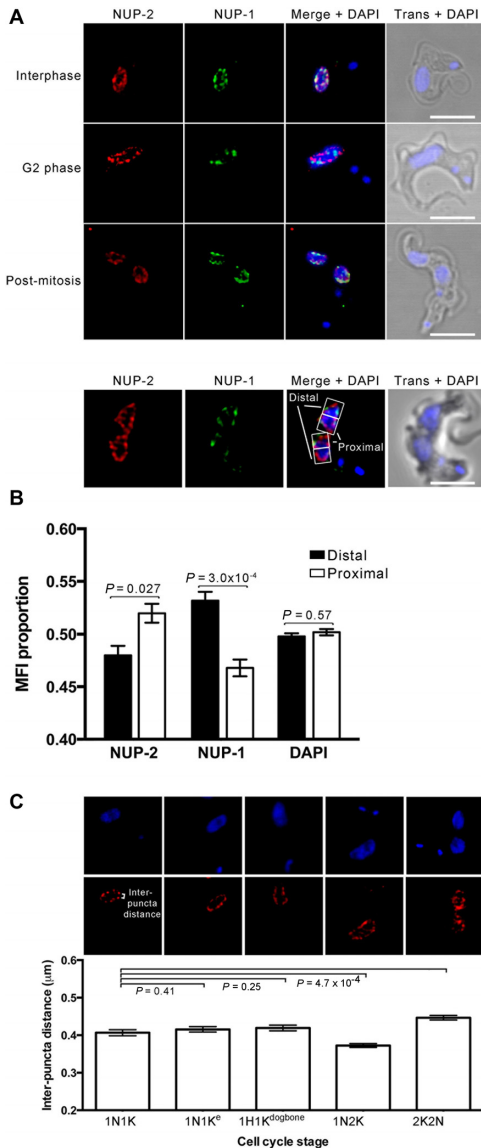 A
NUP-2 NUP-1 Merge + DAPI Trans + DAPI
Interphase
G2 phase
Post-mitosis
NUP-2 NUP-1 Merge + DAPI Trans + DAPI
Distal
Proximal
B
MFI proportion
0.60
0.55
0.50
0.45
0.40
P = 0.027
P = 3.0x10-4
P = 0.57
Distal
Proximal
NUP-2 NUP-1 DAPI
C
Inter-
puncta
distance
Inter-puncta distance (µm)
0.6
0.5
0.4
0.3
0.2
P = 0.41
P = 0.25
P = 4.7 x 10-4
1N1K 1N1Ke 1H1Kdogbone 1N2K 2K2N
Cell cycle stage